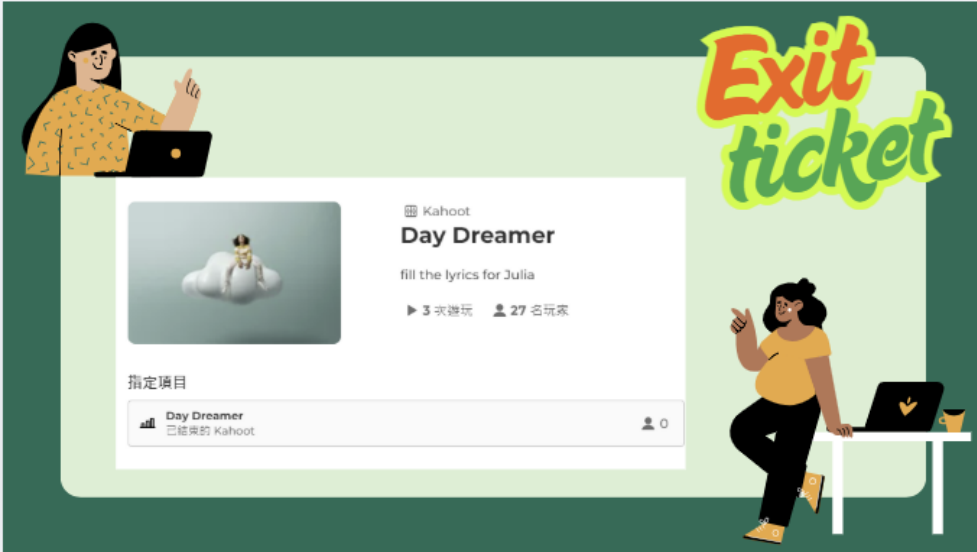 Exit
ticket
Kahoot
Day Dreamer
fill the lyrics for Julia
3 次遊玩 27 名玩家
指定項目
Day Dreamer
已結束的 Kahoot
0